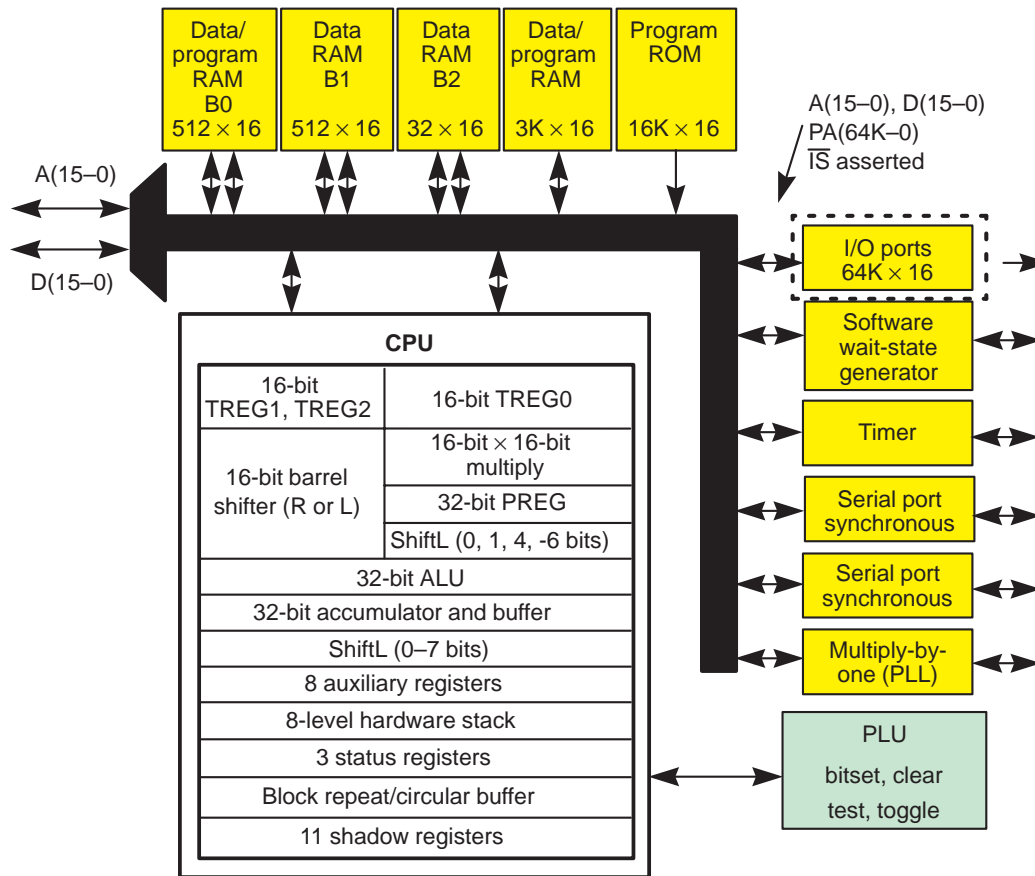 Data/
program
RAM
B0
512 × 16
Data
RAM
B1
512 × 16
Data
RAM
B2
32 × 16
Data/
program
RAM
3K × 16
Program
ROM
16K × 16
A(15–0), D(15–0)
PA(64K–0)
I̅S̅ asserted
A(15–0)
D(15–0)
I/O ports
64K × 16
Software
wait-state
generator
Timer
Serial port
synchronous
Serial port
synchronous
Multiply-by-
one (PLL)
CPU
16-bit
TREG1, TREG2
16-bit TREG0
16-bit × 16-bit
multiply
16-bit barrel
shifter (R or L)
32-bit PREG
ShiftL (0, 1, 4, -6 bits)
32-bit ALU
32-bit accumulator and buffer
ShiftL (0–7 bits)
8 auxiliary registers
8-level hardware stack
3 status registers
Block repeat/circular buffer
11 shadow registers
PLU
bitset, clear
test, toggle